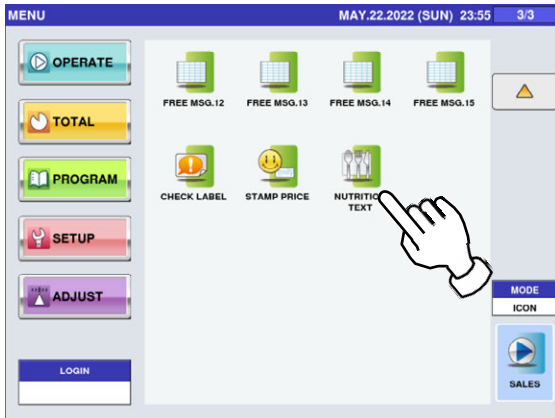 MENU MAY.22.2022 (SUN) 23:55 3/3
OPERATE
TOTAL
PROGRAM
SETUP
ADJUST
LOGIN
FREE MSG.12 FREE MSG.13 FREE MSG.14 FREE MSG.15
CHECK LABEL STAMP PRICE
TEXT
MODE
ICON
SALES